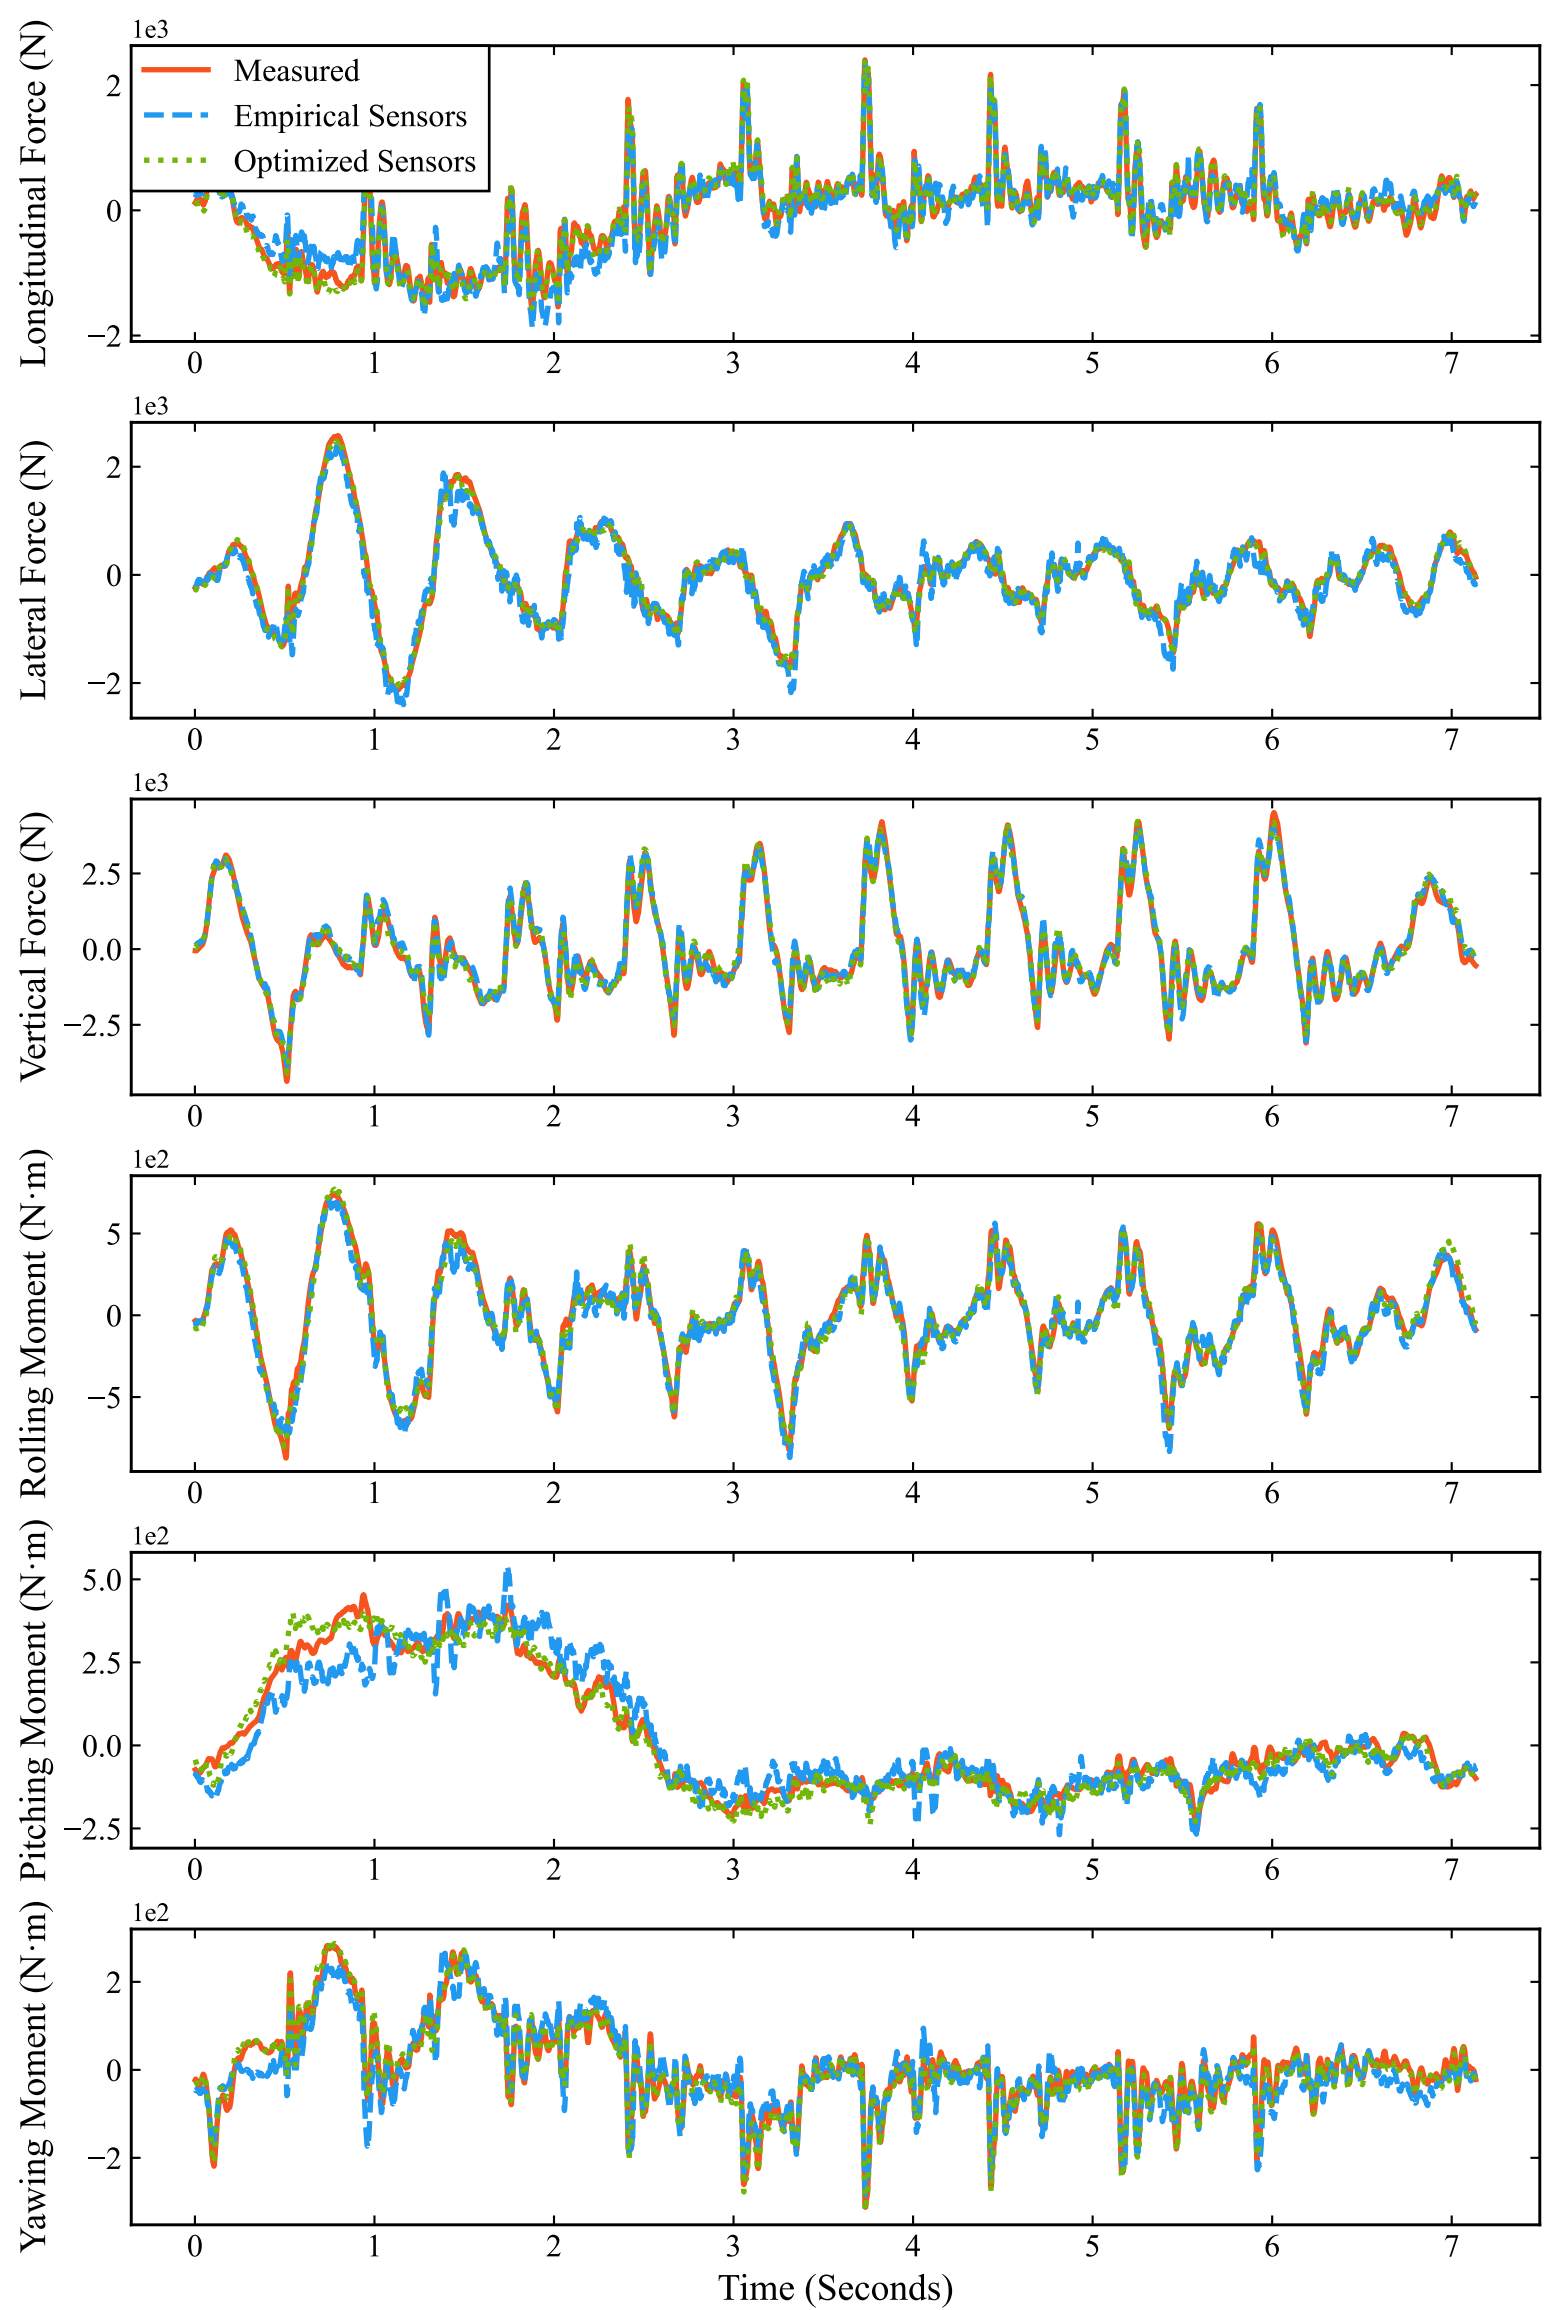 1e3
Longitudinal Force (N)
2
0
−2
Measured
Empirical Sensors
Optimized Sensors
0 1 2 3 4 5 6 7
1e3
Lateral Force (N)
2
0
−2
0 1 2 3 4 5 6 7
1e3
Vertical Force (N)
2.5
0.0
−2.5
0 1 2 3 4 5 6 7
1e2
Rolling Moment (N·m)
5
0
−5
0 1 2 3 4 5 6 7
1e2
Pitching Moment (N·m)
5.0
2.5
0.0
−2.5
0 1 2 3 4 5 6 7
1e2
Yawing Moment (N·m)
2
0
−2
0 1 2 3 4 5 6 7
Time (Seconds)